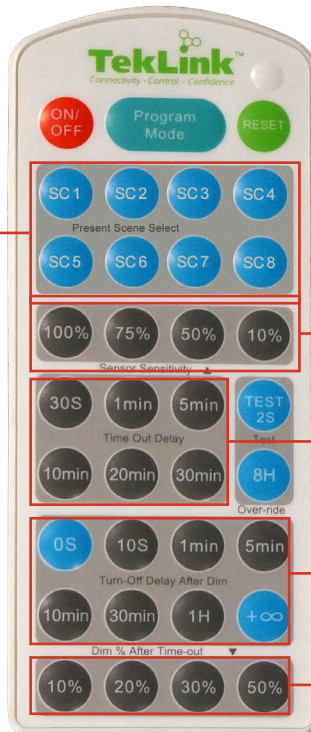 TekLink™
Connectivity - Control - Confidence
ON/
OFF
Program
Mode
RESET
SC1 SC2 SC3 SC4
Present Scene Select
SC5 SC6 SC7 SC8
100% 75% 50% 10%
Sensor Sensitivity ▲
30S 1min 5min
TEST
2S
Time Out Delay
Test
10min 20min 30min
8H
Over-ride
0S 10S 1min 5min
Turn-Off Delay After Dim
10min 30min 1H +∞
Dim % After Time-out ▼
10% 20% 30% 50%